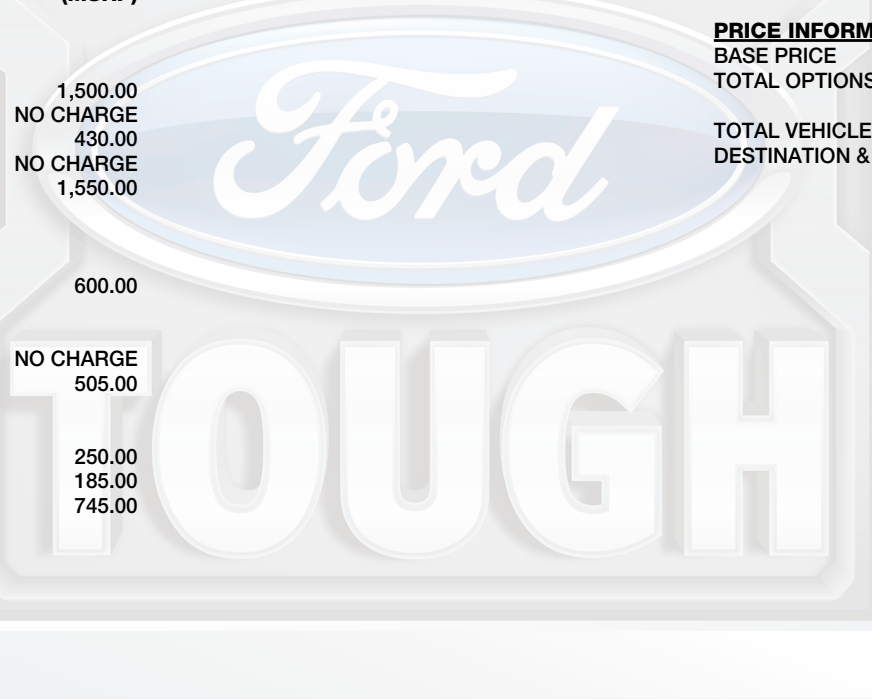 1,500.00
NO CHARGE
430.00
NO CHARGE
1,550.00
600.00
NO CHARGE
505.00
250.00
185.00
745.00
PRICE INFORM
BASE PRICE
TOTAL OPTIONS
TOTAL VEHICLE
DESTINATION &
Ford
TOUGH